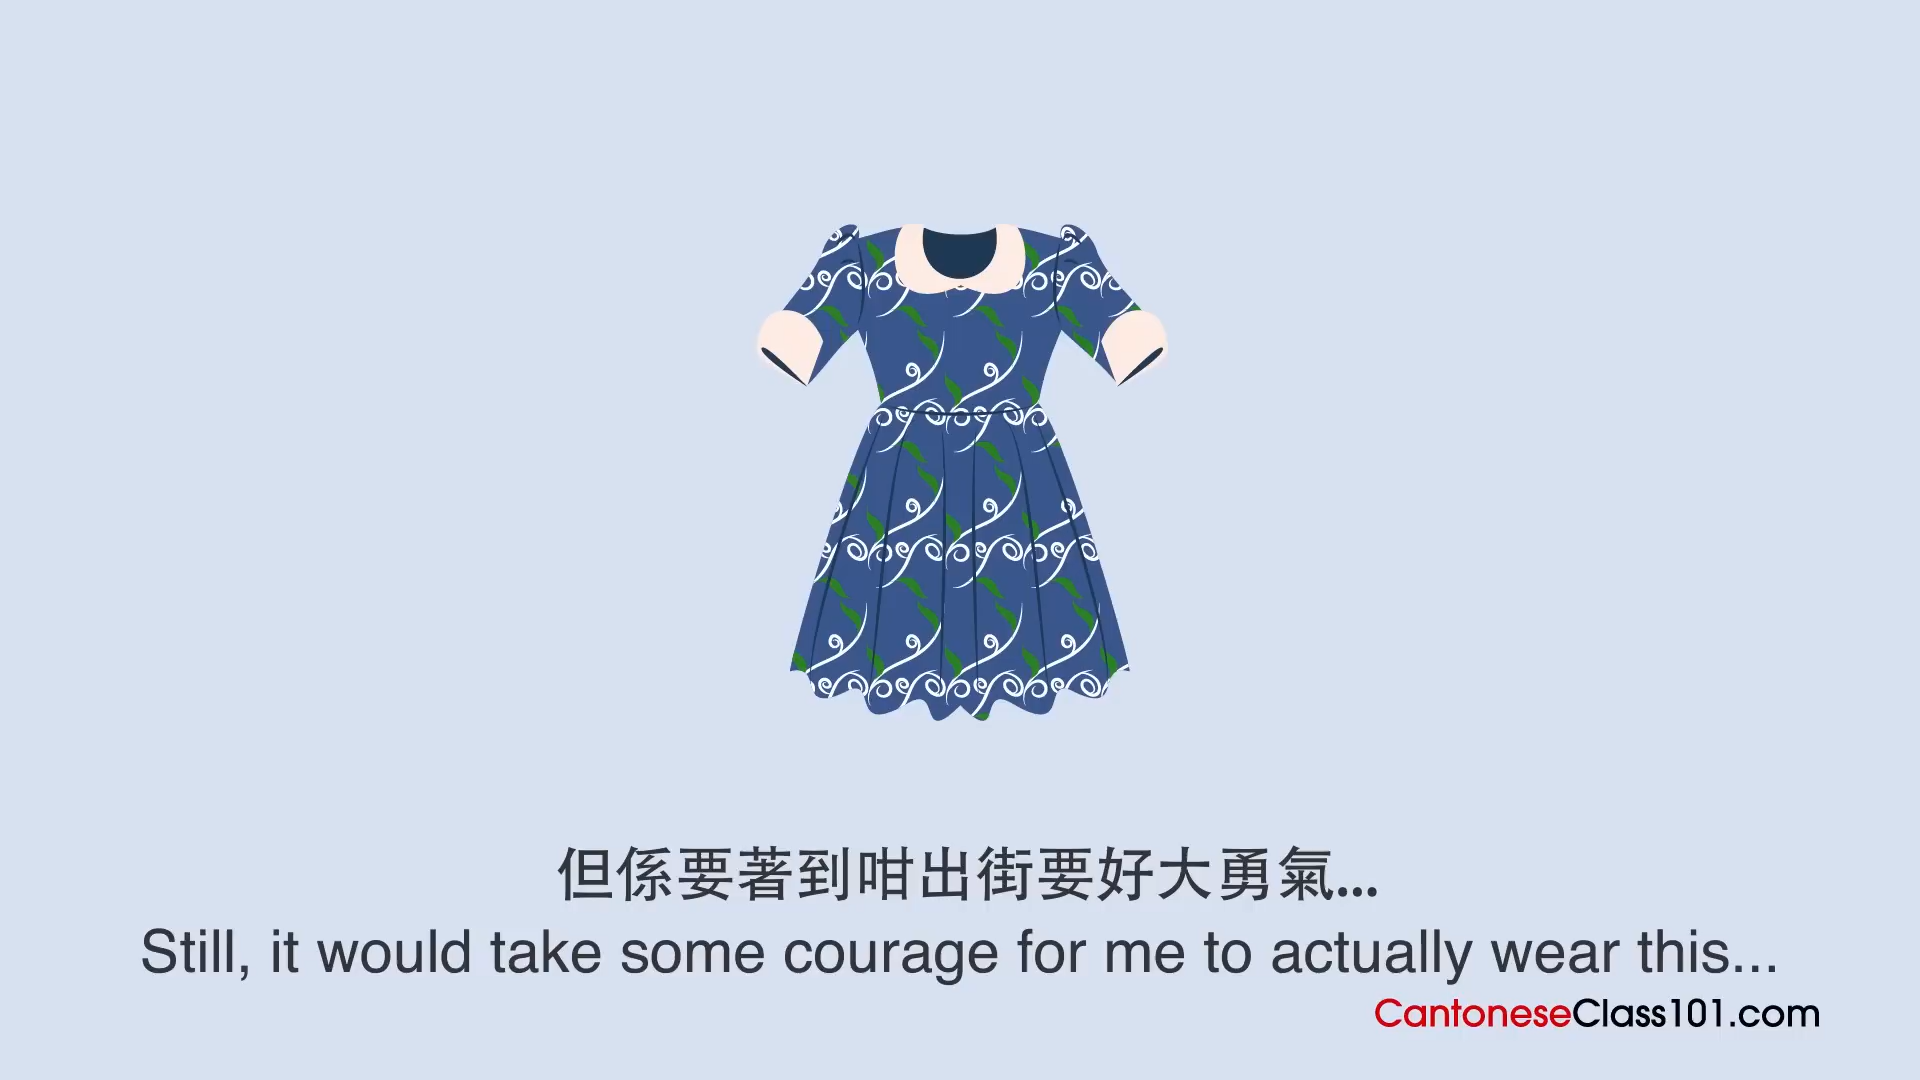 但係要著到咁出街要好大勇氣...
Still, it would take some courage for me to actually wear this...
CantoneseClass101.com